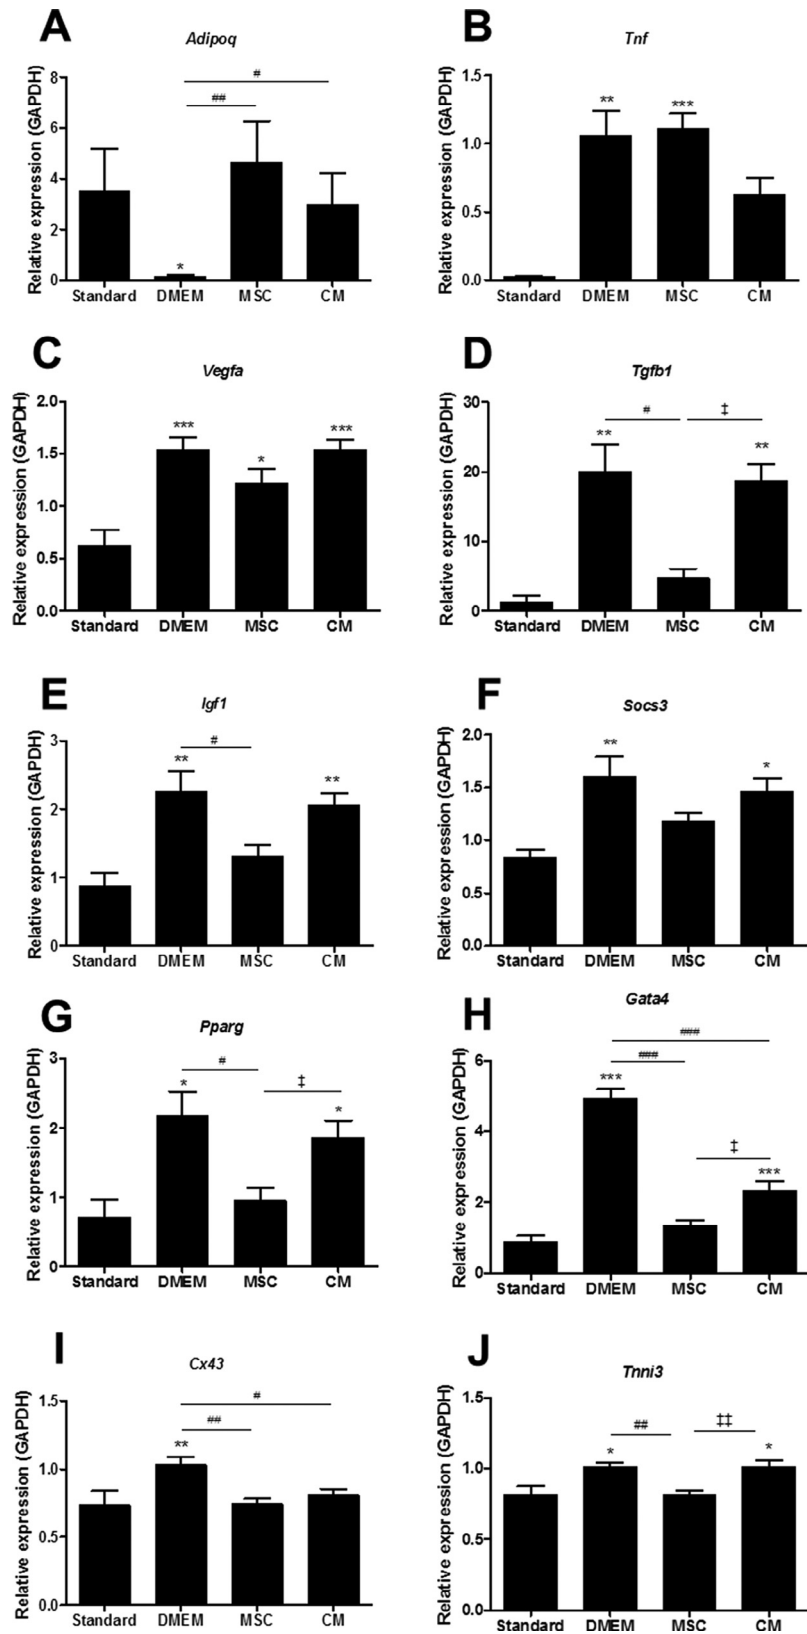 A
Adipoq
Relative expression (GAPDH)
8
6
4
2
0
#
##
*
Standard DMEM MSC CM
B
Tnf
Relative expression (GAPDH)
1.5
1.0
0.5
0.0
** ***
Standard DMEM MSC CM
C
Vegfa
Relative expression (GAPDH)
2.0
1.5
1.0
0.5
0.0
*** * ***
Standard DMEM MSC CM
D
Tgfb1
Relative expression (GAPDH)
30
20
10
0
# ‡
** **
Standard DMEM MSC CM
E
Igf1
Relative expression (GAPDH)
3
2
1
0
#
** **
Standard DMEM MSC CM
F
Socs3
Relative expression (GAPDH)
2.0
1.5
1.0
0.5
0.0
** *
Standard DMEM MSC CM
G
Pparg
Relative expression (GAPDH)
3
2
1
0
# ‡
* *
Standard DMEM MSC CM
H
Gata4
Relative expression (GAPDH)
6
4
2
0
###
###
***
‡
***
Standard DMEM MSC CM
I
Cx43
Relative expression (GAPDH)
1.5
1.0
0.5
0.0
#
##
**
Standard DMEM MSC CM
J
Tnni3
Relative expression (GAPDH)
1.5
1.0
0.5
0.0
## ‡‡
* *
Standard DMEM MSC CM